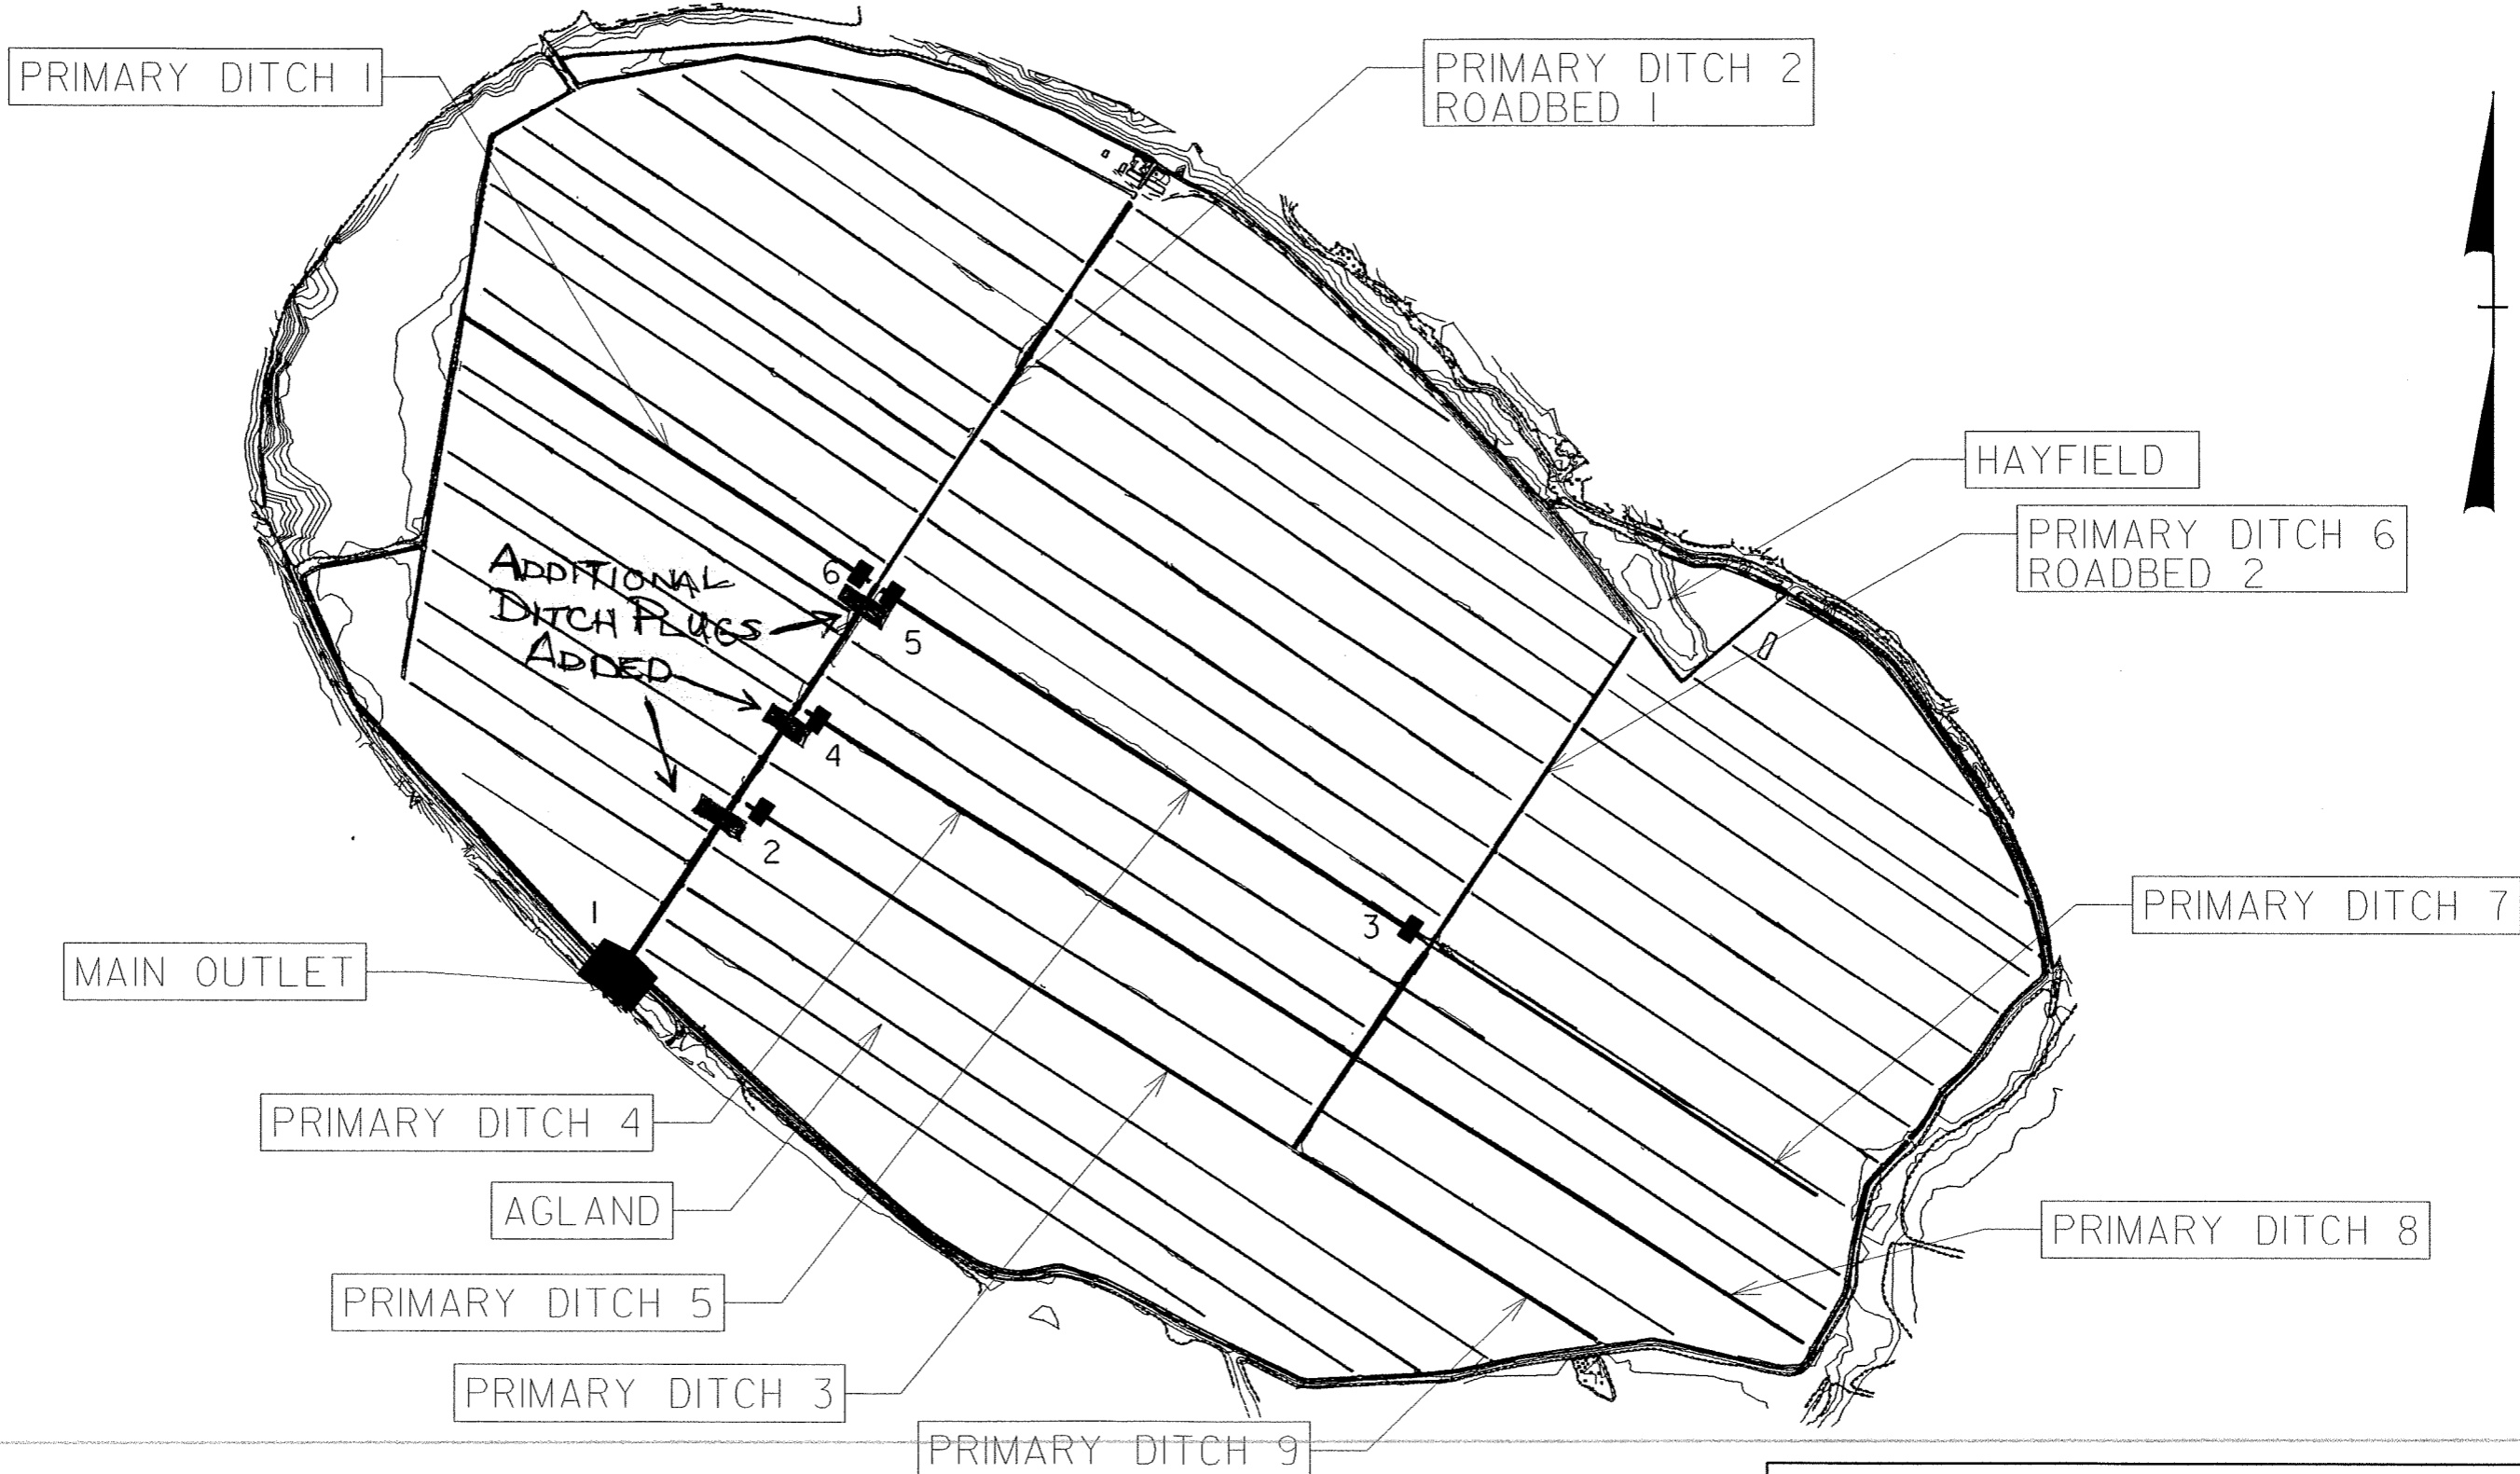 PRIMARY DITCH 1
PRIMARY DITCH 2
ROADBED 1
HAYFIELD
PRIMARY DITCH 6
ROADBED 2
ADDITIONAL
DITCH PLUGS
ADDED
6
5
4
2
3
1
PRIMARY DITCH 7
MAIN OUTLET
PRIMARY DITCH 4
AGLAND
PRIMARY DITCH 8
PRIMARY DITCH 5
PRIMARY DITCH 3
PRIMARY DITCH 9